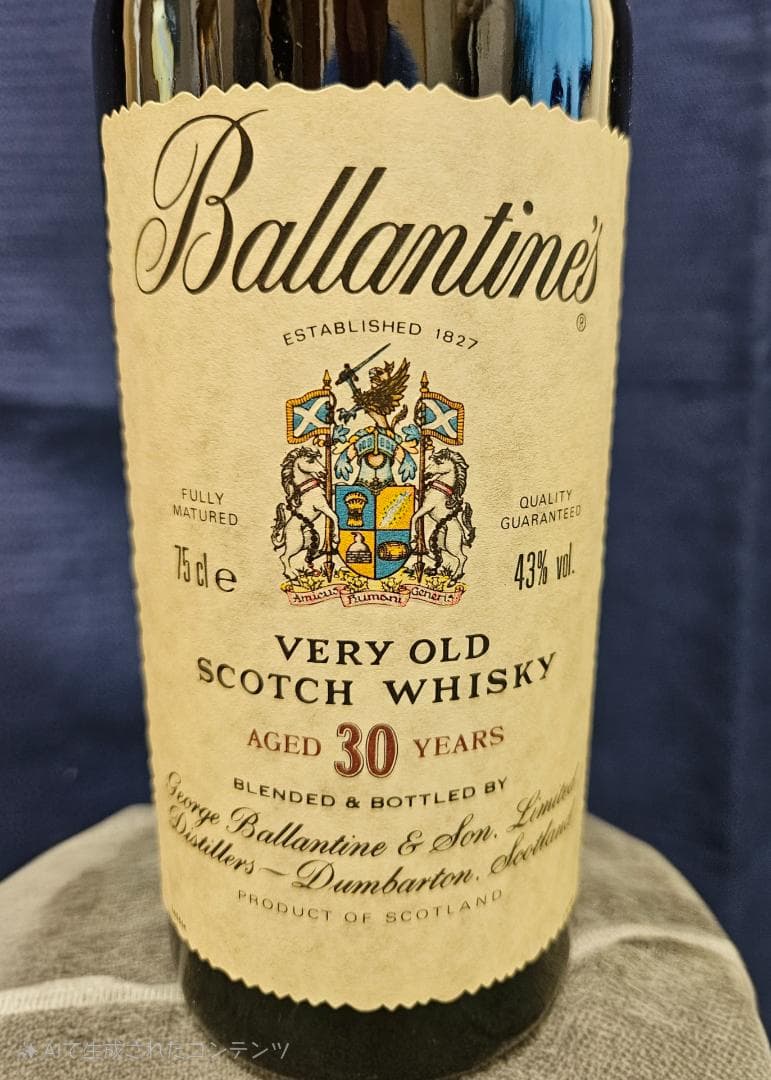 Ballantine's
®
ESTABLISHED 1827
FULLY
MATURED
QUALITY
GUARANTEED
75 cl e
43% vol.
Amicus Humani Generis
VERY OLD
SCOTCH WHISKY
AGED 30 YEARS
BLENDED & BOTTLED BY
George Ballantine & Son, Limited
Distillers - Dumbarton, Scotland
PRODUCT OF SCOTLAND
AIで生成されたコンテンツ